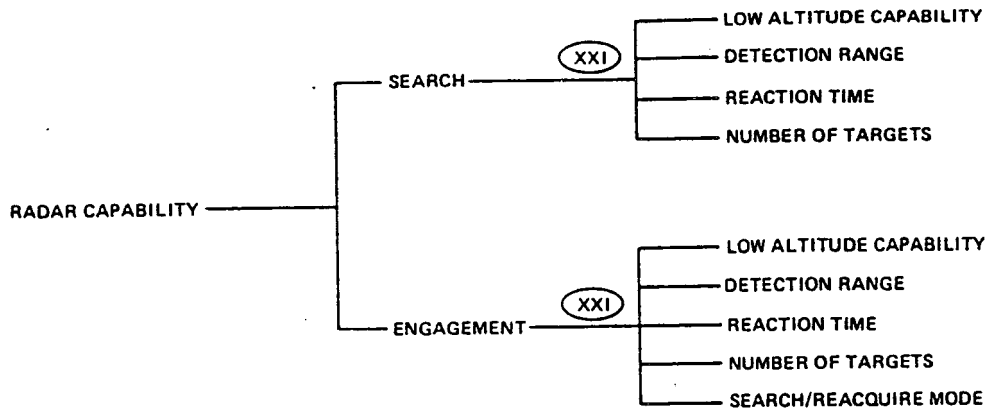 LOW ALTITUDE CAPABILITY
XXI
DETECTION RANGE
SEARCH
REACTION TIME
NUMBER OF TARGETS
RADAR CAPABILITY
LOW ALTITUDE CAPABILITY
DETECTION RANGE
XXI
ENGAGEMENT
REACTION TIME
NUMBER OF TARGETS
SEARCH/REACQUIRE MODE